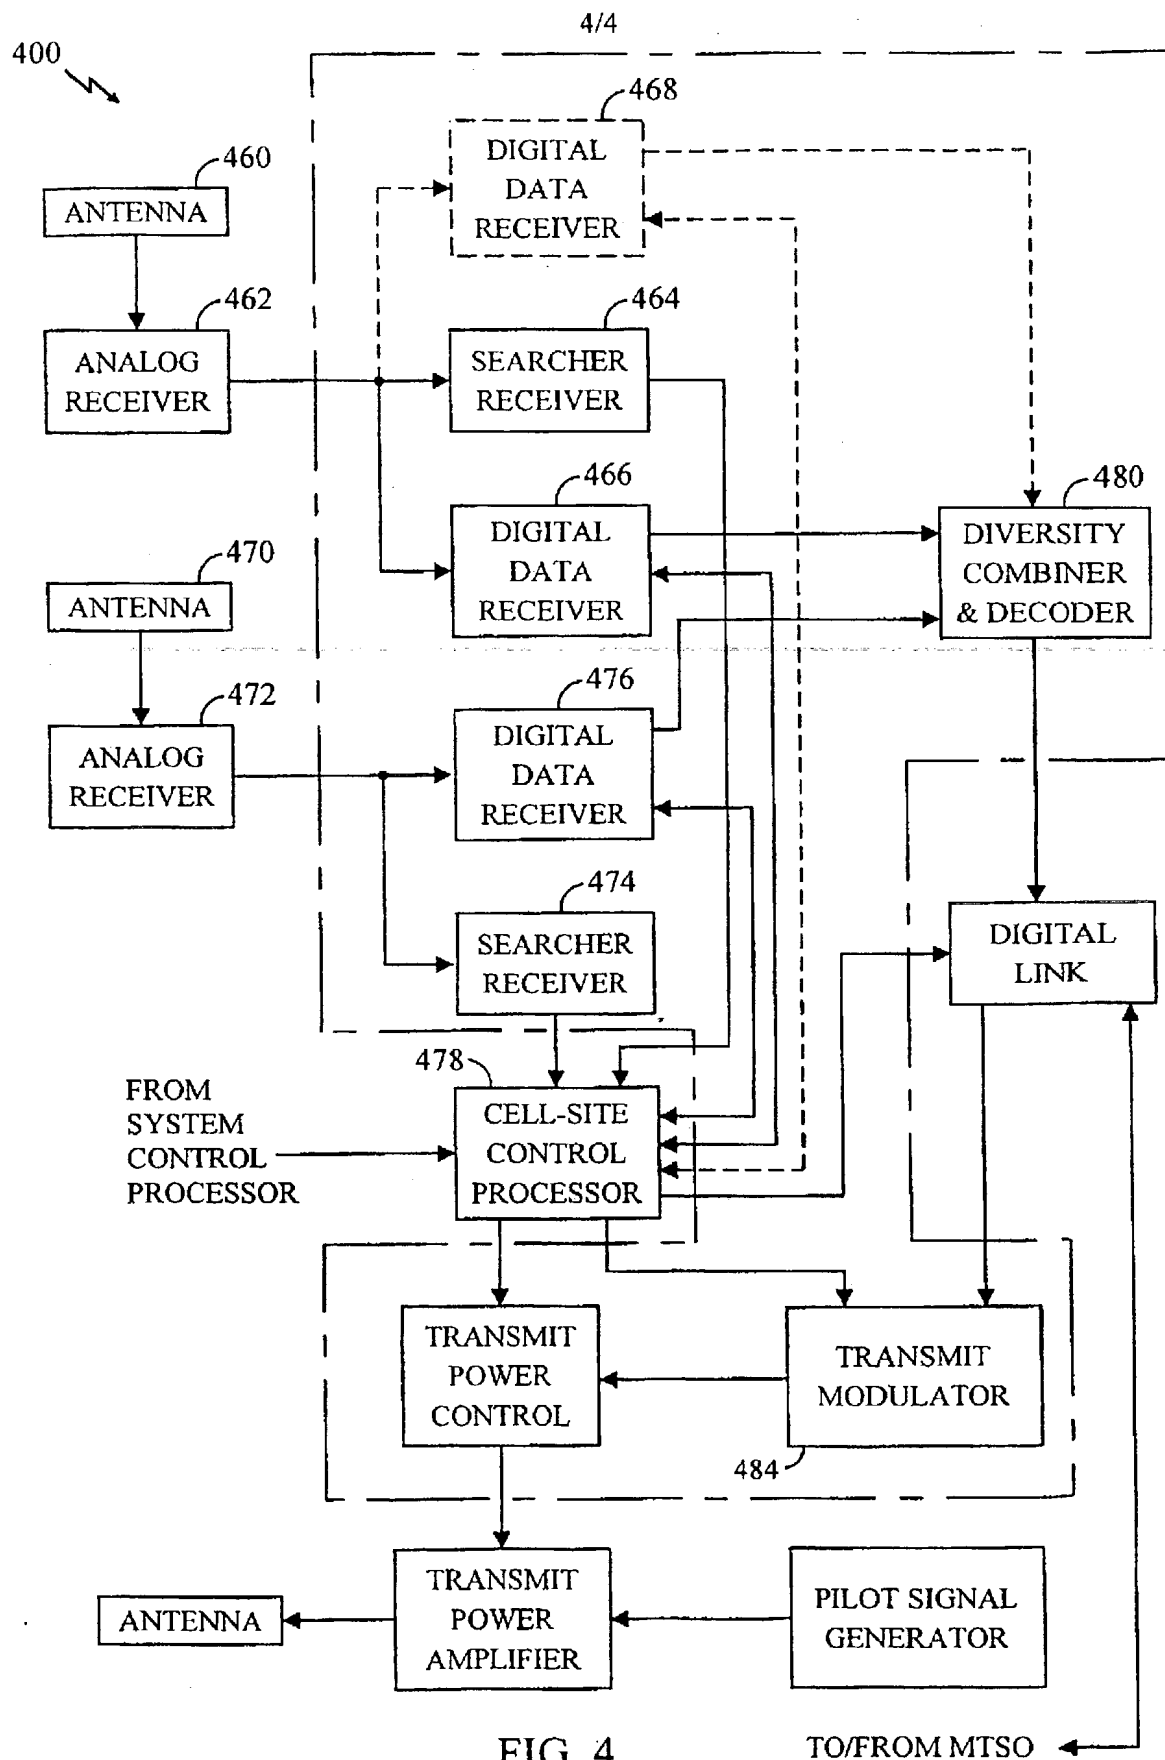 4/4
400
468
DIGITAL
DATA
RECEIVER
460
ANTENNA
462
ANALOG
RECEIVER
464
SEARCHER
RECEIVER
466
DIGITAL
DATA
RECEIVER
480
DIVERSITY
COMBINER
& DECODER
470
ANTENNA
472
ANALOG
RECEIVER
476
DIGITAL
DATA
RECEIVER
474
SEARCHER
RECEIVER
DIGITAL
LINK
478
CELL-SITE
CONTROL
PROCESSOR
FROM
SYSTEM
CONTROL
PROCESSOR
TRANSMIT
POWER
CONTROL
TRANSMIT
MODULATOR
484
TRANSMIT
POWER
AMPLIFIER
PILOT SIGNAL
GENERATOR
ANTENNA
FIG. 4
TO/FROM MTSO